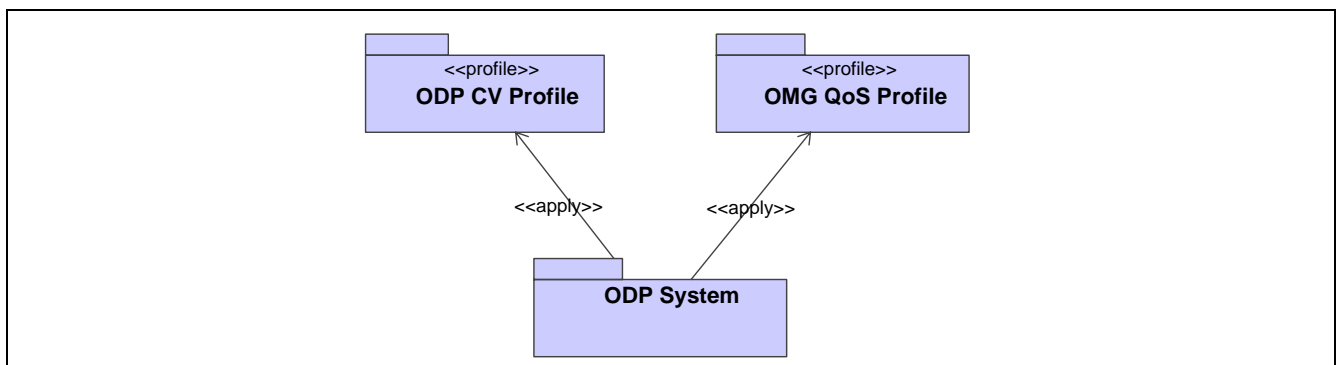 <<profile>>
ODP CV Profile
<<profile>>
OMG QoS Profile
<<apply>>
<<apply>>
ODP System